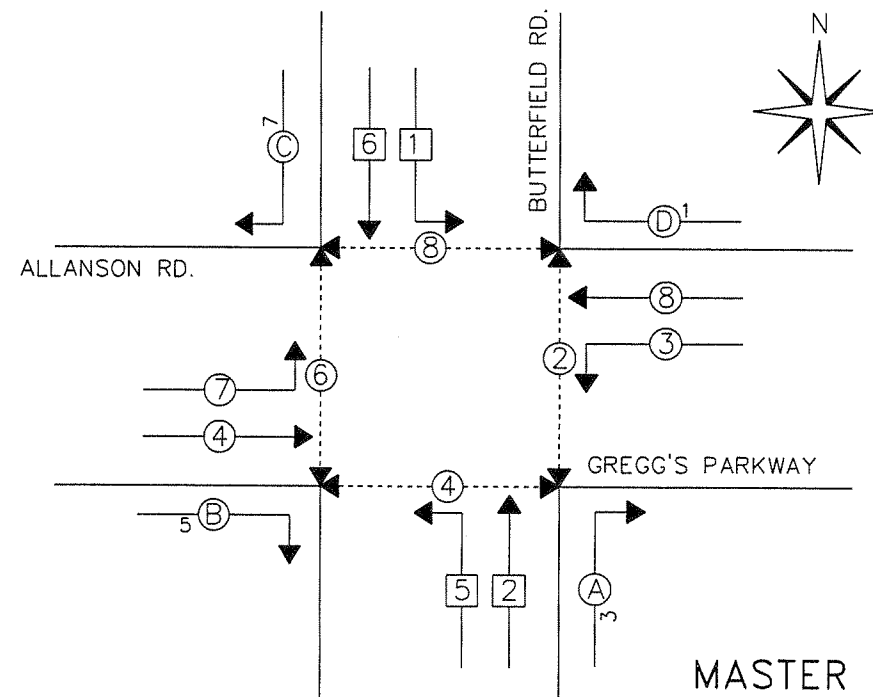 N
BUTTERFIELD RD.
7
C
6
1
D
1
ALLANSON RD.
8
8
3
2
6
7
4
GREGG'S PARKWAY
4
5
B
5
2
A
3
MASTER